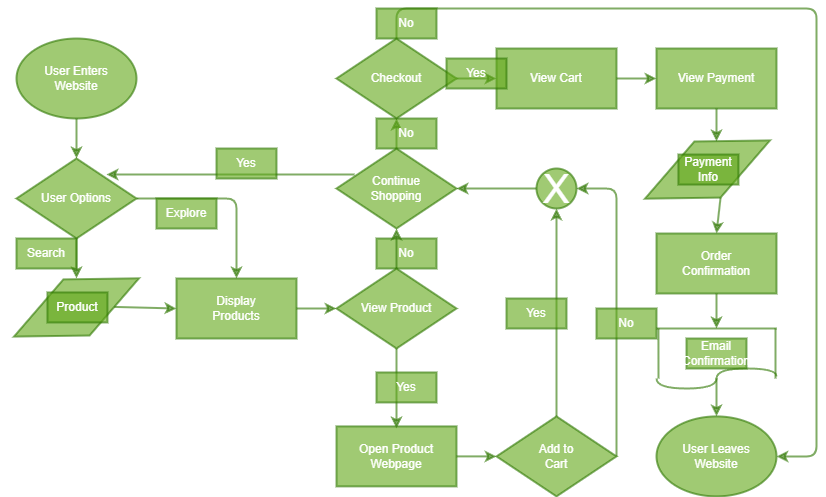 No
User Enters
Website
Checkout
Yes
View Cart
View Payment
No
Yes
Continue
Shopping
Payment
Info
User Options
X
Explore
Search
No
Order
Confirmation
Product
Display
Products
View Product
Yes
No
Email
Confirmation
Yes
Open Product
Webpage
Add to
Cart
User Leaves
Website